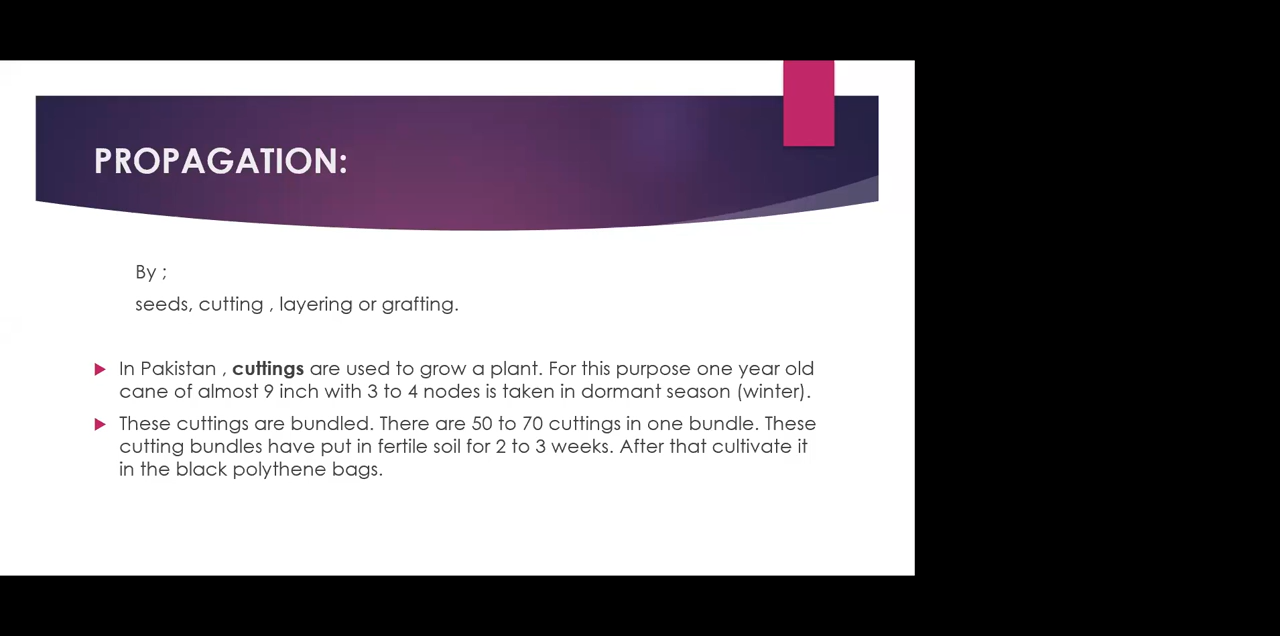 PROPAGATION:
By ;
seeds, cutting , layering or grafting.
In Pakistan , cuttings are used to grow a plant. For this purpose one year old
cane of almost 9 inch with 3 to 4 nodes is taken in dormant season (winter).
These cuttings are bundled. There are 50 to 70 cuttings in one bundle. These
cutting bundles have put in fertile soil for 2 to 3 weeks. After that cultivate it
in the black polythene bags.